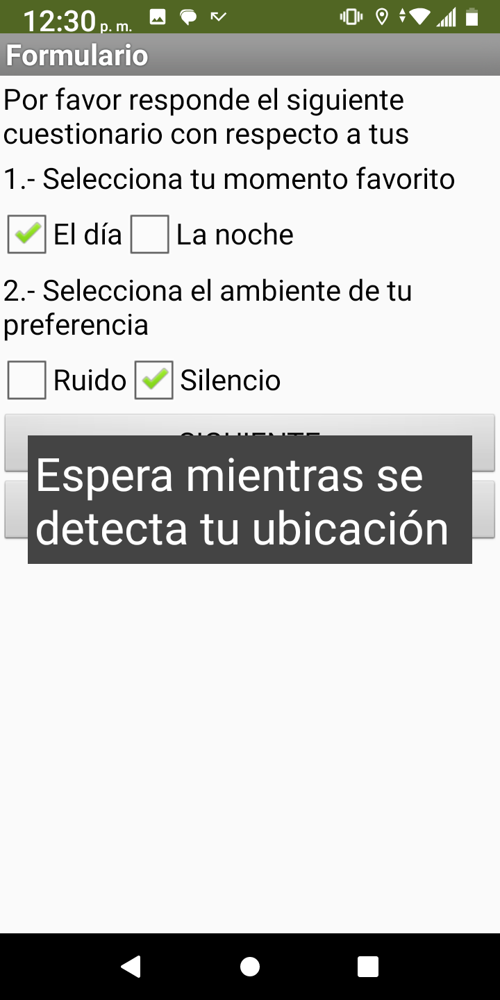 12:30 p. m.
Formulario
Por favor responde el siguiente
cuestionario con respecto a tus
1.- Selecciona tu momento favorito
El día La noche
2.- Selecciona el ambiente de tu
preferencia
Ruido Silencio
SIGUIENTE
Espera mientras se
detecta tu ubicación